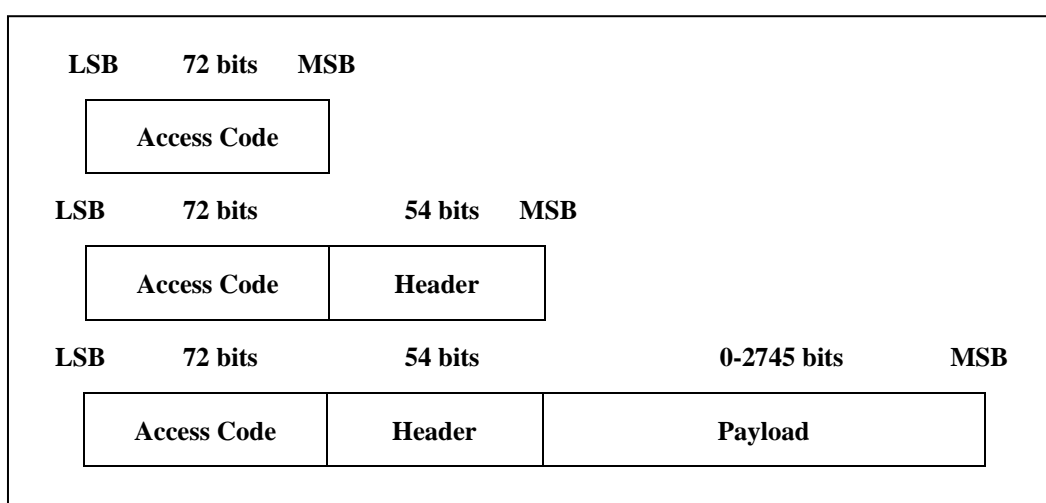 LSB 72 bits MSB
Access Code
LSB 72 bits 54 bits MSB
Access Code Header
LSB 72 bits 54 bits 0-2745 bits MSB
Access Code Header Payload